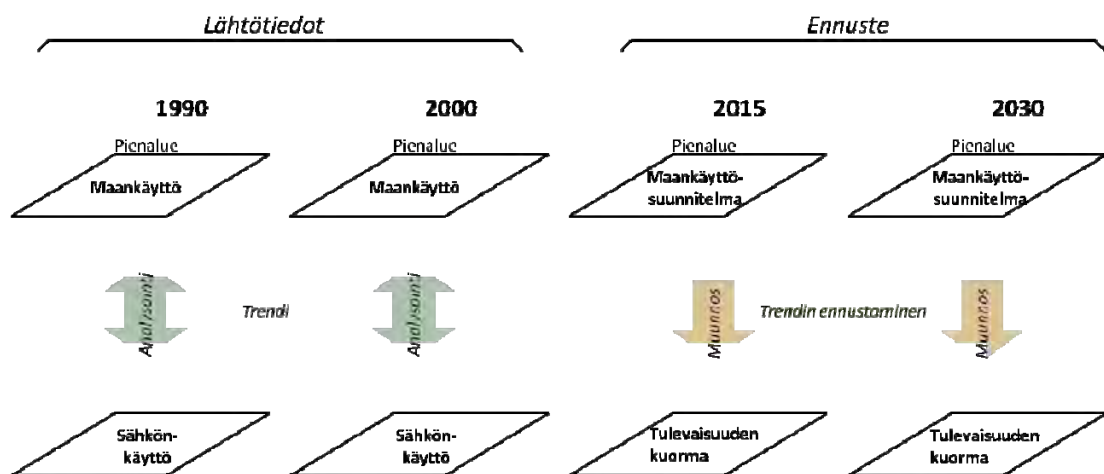 Lähtötiedot
Ennuste
1990
2000
2015
2030
Pienalue
Pienalue
Pienalue
Pienalue
Maankäyttö
Maankäyttö
Maankäyttö-
suunnitelma
Maankäyttö-
suunnitelma
Analysointi
Trendi
Analysointi
Muunnos
Trendin ennustaminen
Muunnos
Sähkön-
käyttö
Sähkön-
käyttö
Tulevaisuuden
kuorma
Tulevaisuuden
kuorma